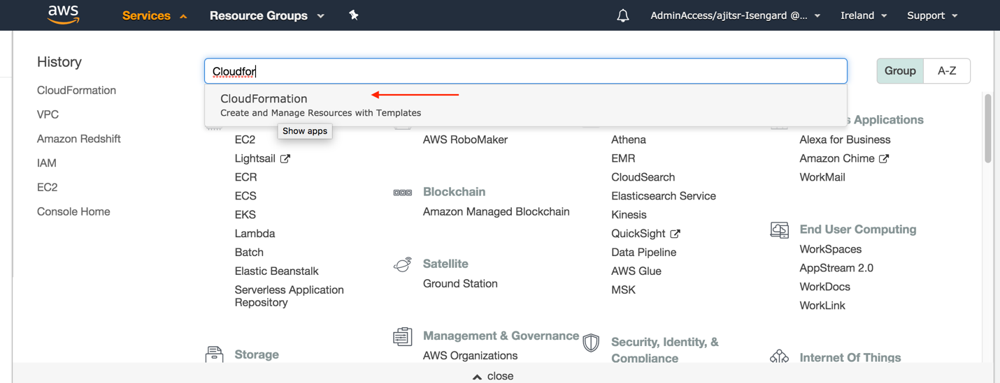 aws
Services
Resource Groups
AdminAccess/ajitsr-Isengard @...
Ireland
Support
History
CloudFormation
VPC
Amazon Redshift
IAM
EC2
Console Home
Cloudfor
Group
A-Z
CloudFormation
Create and Manage Resources with Templates
Show apps
EC2
Lightsail
ECR
ECS
EKS
Lambda
Batch
Elastic Beanstalk
Serverless Application
Repository
Storage
AWS RoboMaker
Blockchain
Amazon Managed Blockchain
Satellite
Ground Station
Management & Governance
AWS Organizations
Athena
EMR
CloudSearch
Elasticsearch Service
Kinesis
QuickSight
Data Pipeline
AWS Glue
MSK
Security, Identity, &
Compliance
Applications
Alexa for Business
Amazon Chime
WorkMail
End User Computing
WorkSpaces
AppStream 2.0
WorkDocs
WorkLink
Internet Of Things
close